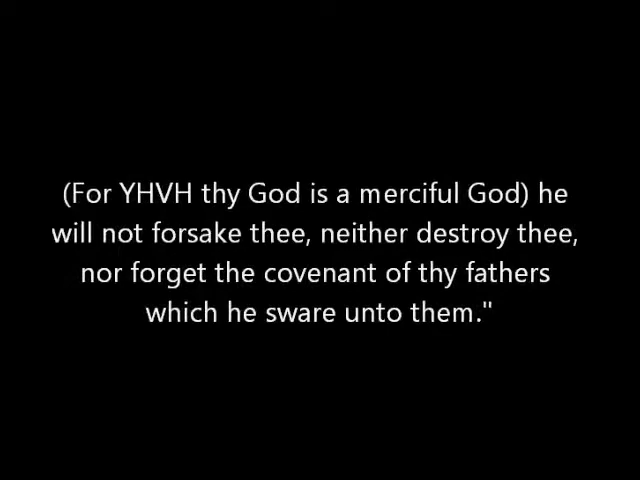 (For YHVH thy God is a merciful God) he
will not forsake thee, neither destroy thee,
nor forget the covenant of thy fathers
which he sware unto them."